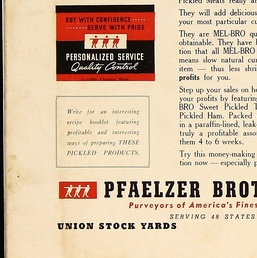 BUY WITH CONFIDENCE
SERVE WITH PRIDE
PERSONALIZED SERVICE
Quality Control
Write for an interesting
recipe booklet featuring
profitable and interesting
ways of preparing THESE
PICKLED PRODUCTS.
They will add delicious
your most particular cu
They are MEL-BRO qu
obtainable. They have b
tion that all MEL-BRO
means slow natural cur
item — thus less shri
profits for you.
Step up your sales on h
your profits by featuring
BRO Sweet Pickled T
Pickled Ham. Packed
in a paraffin-lined, leak
truly a profitable asso
them 4 to 6 weeks.
Try this money-making
tion now — especially p
PFAELZER BROT
Purveyors of America's Fines
SERVING 48 STATES
UNION STOCK YARDS